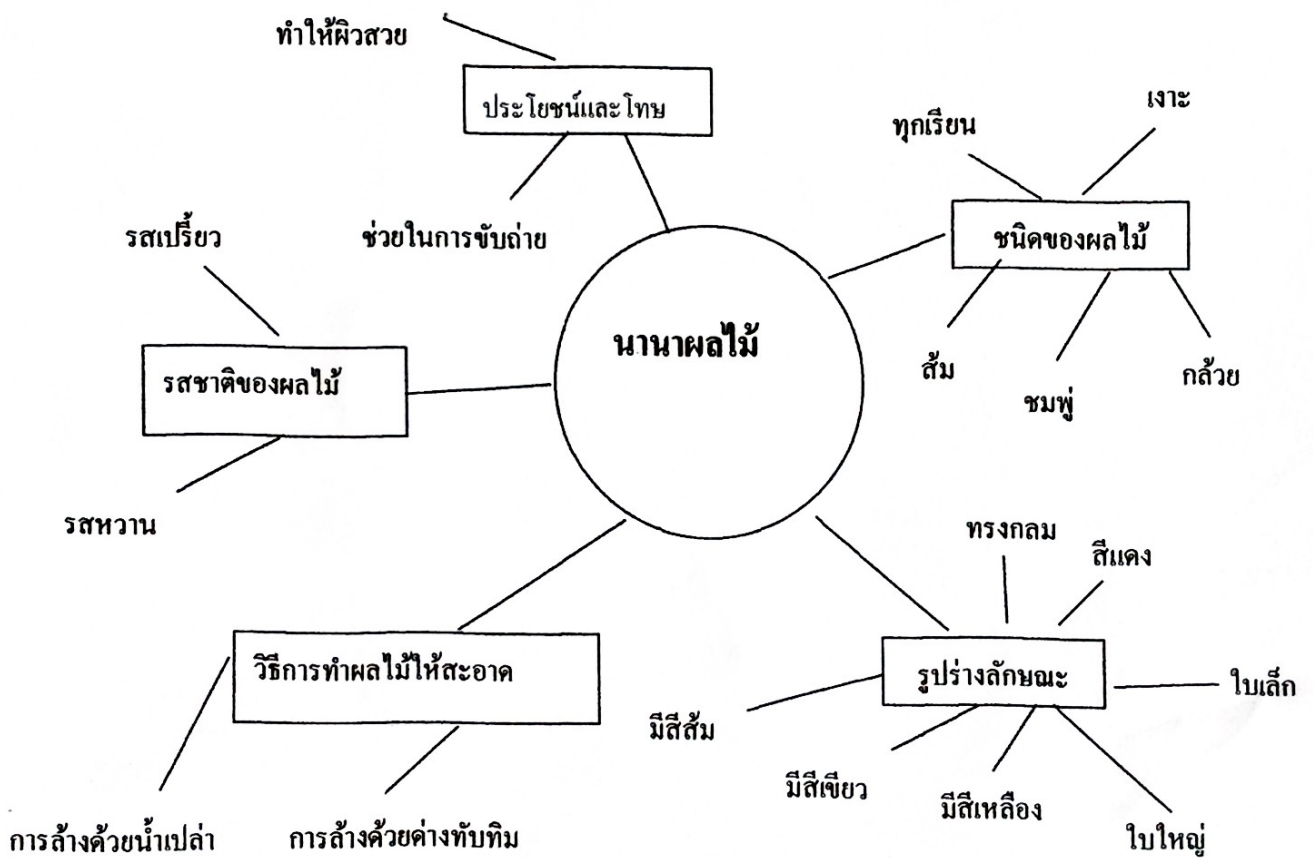 ทำให้ผิวสวย
ประโยชน์และโทษ
ช่วยในการขับถ่าย
เงาะ
ทุกเรียน
ชนิดของผลไม้
ส้ม
ชมพู่
กล้วย
รสเปรี้ยว
รสชาติของผลไม้
รสหวาน
นานาผลไม้
วิธีการทำผลไม้ให้สะอาด
การล้างด้วยน้ำเปล่า
การล้างด้วยด่างทับทิม
ทรงกลม
สีแดง
รูปร่างลักษณะ
ใบเล็ก
มีสีส้ม
มีสีเขียว
มีสีเหลือง
ใบใหญ่